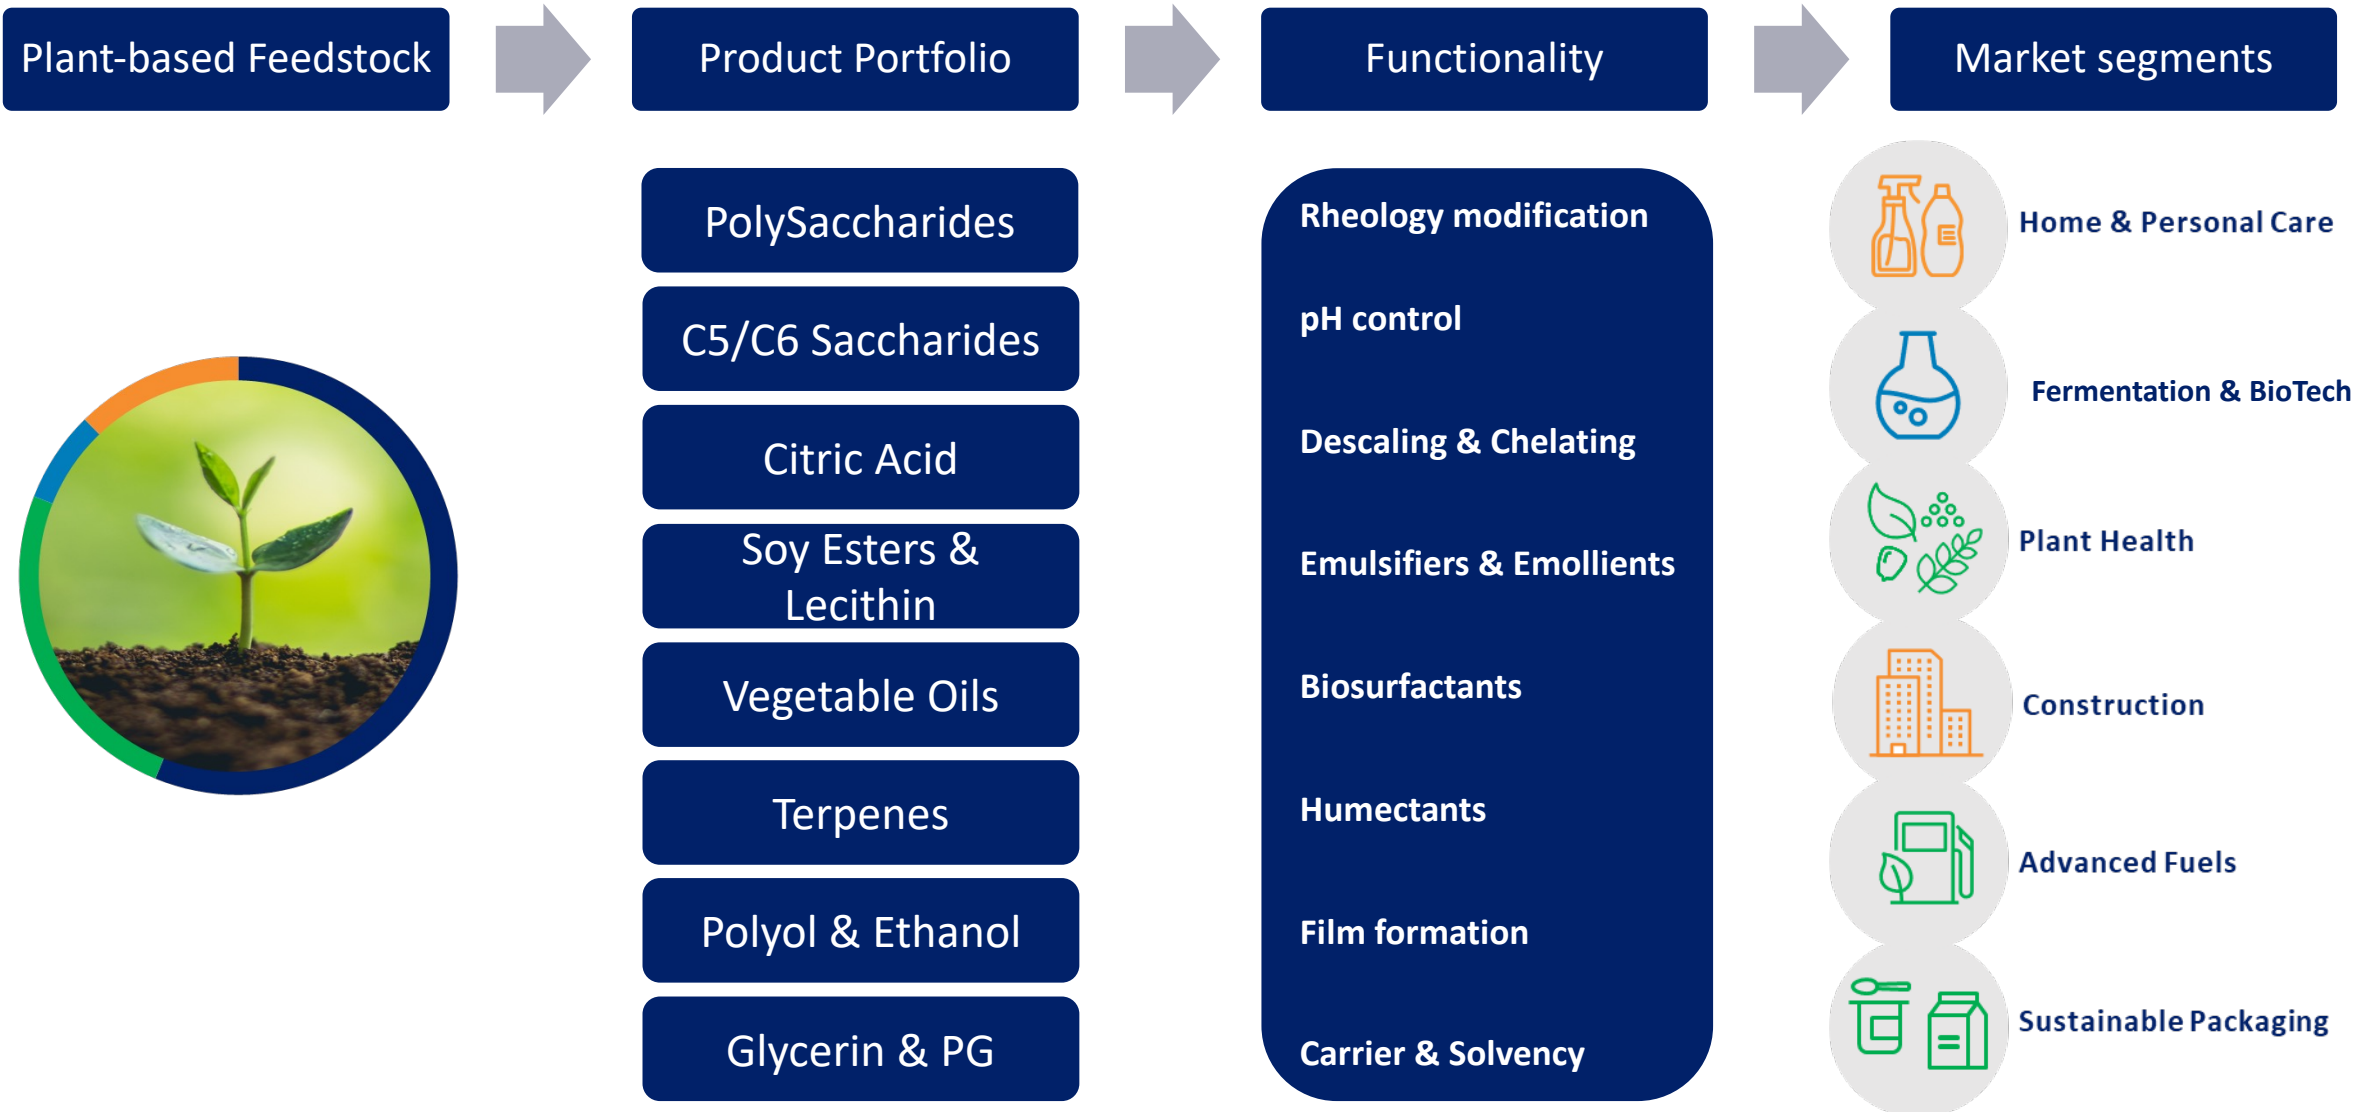 Plant-based Feedstock
Product Portfolio
Functionality
Market segments
PolySaccharides
C5/C6 Saccharides
Citric Acid
Soy Esters &
Lecithin
Vegetable Oils
Terpenes
Polyol & Ethanol
Glycerin & PG
Rheology modification
pH control
Descaling & Chelating
Emulsifiers & Emollients
Biosurfactants
Humectants
Film formation
Carrier & Solvency
Home & Personal Care
Fermentation & BioTech
Plant Health
Construction
Advanced Fuels
Sustainable Packaging